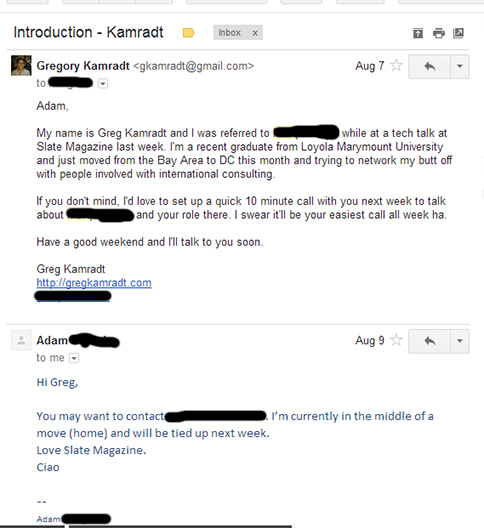 Introduction - Kamradt
Inbox x
Gregory Kamradt <gkamradt@gmail.com>
Aug 7
to
Adam,
My name is Greg Kamradt and I was referred to while at a tech talk at
Slate Magazine last week. I'm a recent graduate from Loyola Marymount University
and just moved from the Bay Area to DC this month and trying to network my butt off
with people involved with international consulting.
If you don't mind, I'd love to set up a quick 10 minute call with you next week to talk
about and your role there. I swear it'll be your easiest call all week ha.
Have a good weekend and I'll talk to you soon.
Greg Kamradt
http://gregkamradt.com
Adam
Aug 9
to me
Hi Greg,
You may want to contact . I'm currently in the middle of a
move (home) and will be tied up next week.
Love Slate Magazine.
Ciao
--
Adam